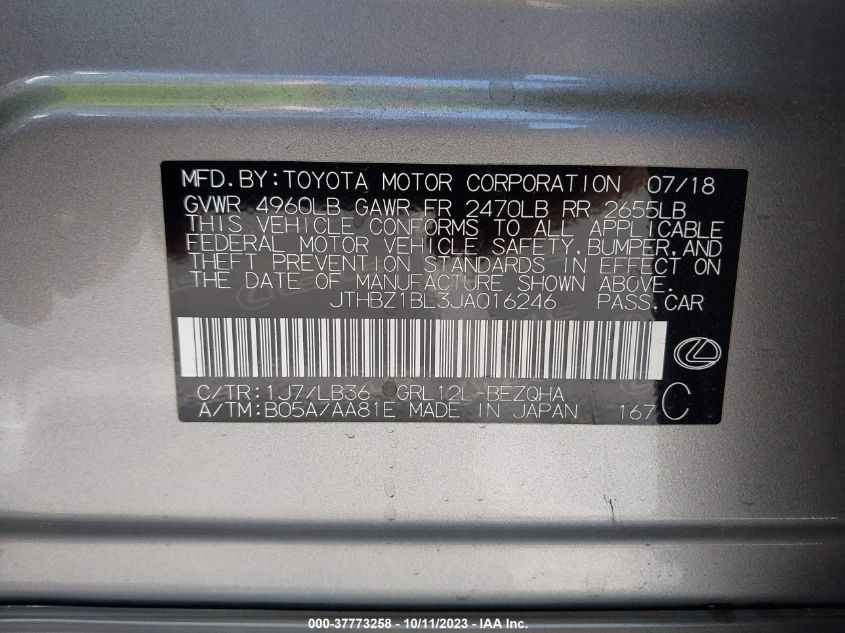 MFD.BY:TOYOTA MOTOR CORPORATION 07/18
GVWR 4960LB GAWR FR 2470LB RR 2655LB
THIS VEHICLE CONFORMS TO ALL APPLICABLE
FEDERAL MOTOR VEHICLE SAFETY,BUMPER,AND
THEFT PREVENTION STANDARDS IN EFFECT ON
THE DATE OF MANUFACTURE SHOWN ABOVE.
JTHBZ1BL3JA016246 PASS.CAR
C/TR:1J7/LB36 GRL12L-BEZQHA
A/TM:B05A/AA81E MADE IN JAPAN 167 C
000-37773258 - 10/11/2023 - IAA Inc.